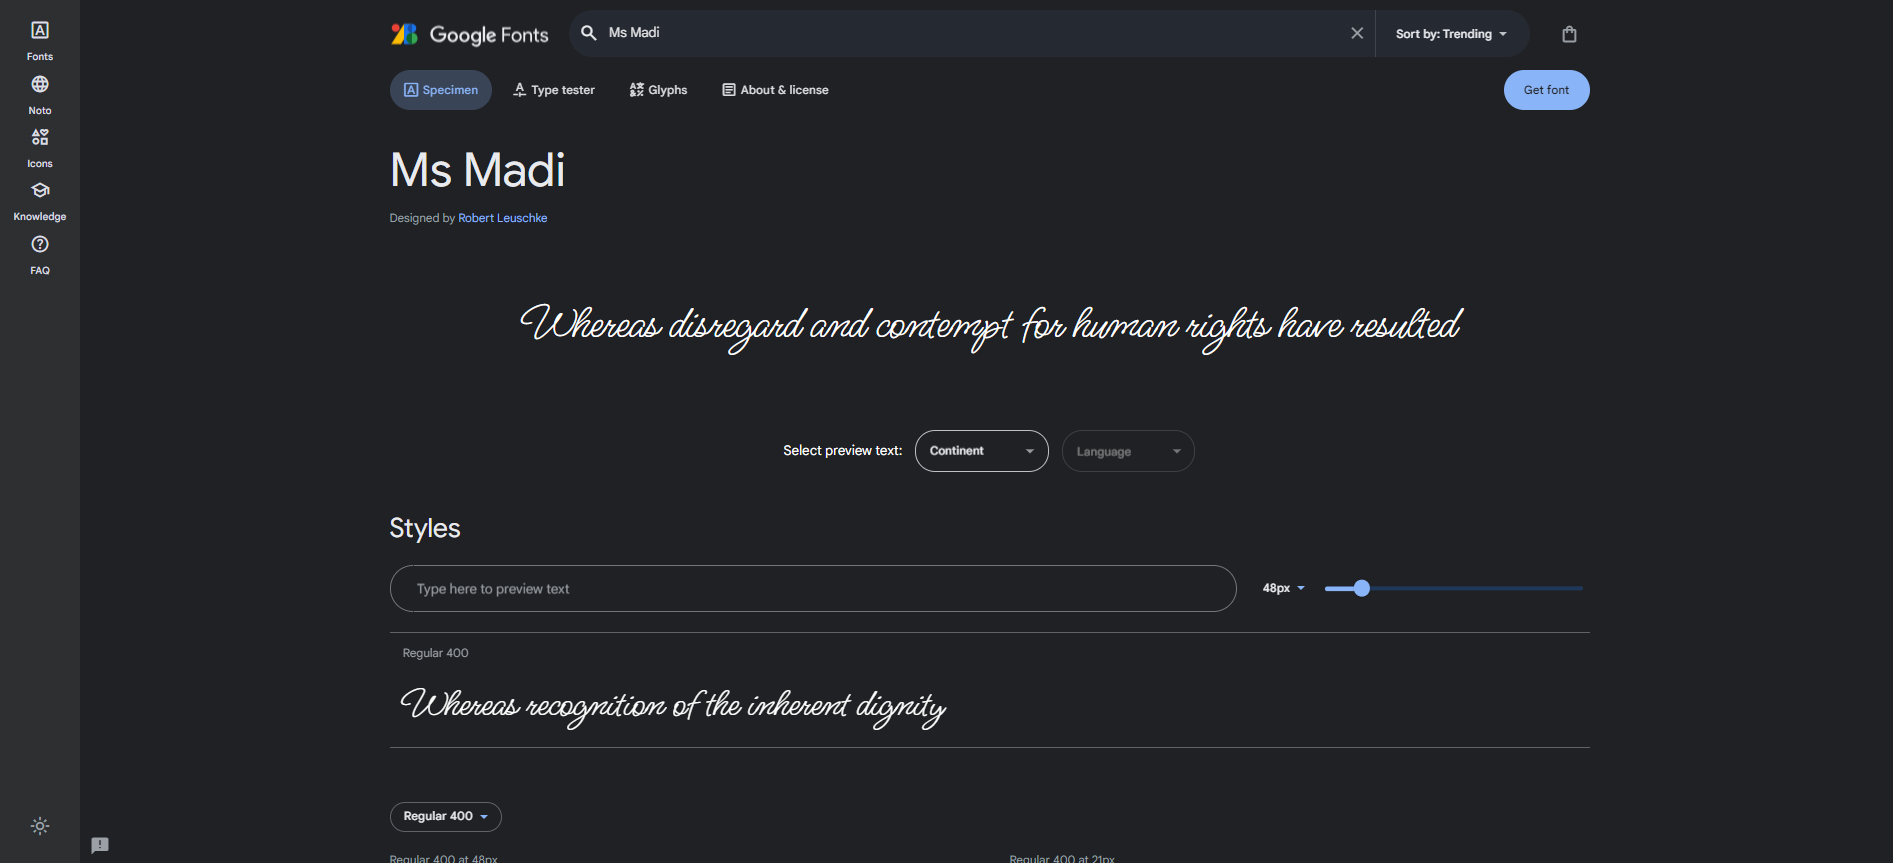 Fonts
Noto
Icons
Knowledge
FAQ
Google Fonts
Ms Madi
Sort by: Trending
Specimen
Type tester
Glyphs
About & license
Get font
Ms Madi
Designed by Robert Leuschke
Whereas disregard and contempt for human rights have resulted
Select preview text:
Continent
Language
Styles
Type here to preview text
48px
Regular 400
Whereas recognition of the inherent dignity
Regular 400
Regular 400 at 48px
Regular 400 at 21px